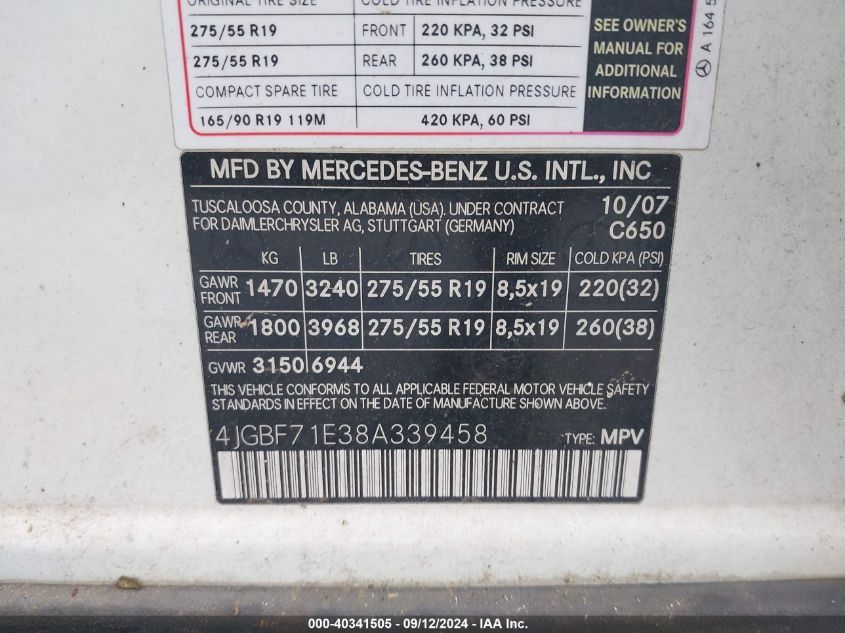 ORIGINAL TIRE SIZE COLD TIRE INFLATION PRESSURE
275/55 R19 FRONT 220 KPA, 32 PSI
275/55 R19 REAR 260 KPA, 38 PSI
COMPACT SPARE TIRE COLD TIRE INFLATION PRESSURE
165/90 R19 119M 420 KPA, 60 PSI
SEE OWNER'S
MANUAL FOR
ADDITIONAL
INFORMATION
A 164 5
MFD BY MERCEDES-BENZ U.S. INTL., INC
TUSCALOOSA COUNTY, ALABAMA (USA). UNDER CONTRACT 10/07
FOR DAIMLERCHRYSLER AG, STUTTGART (GERMANY) C650
KG LB TIRES RIM SIZE COLD KPA (PSI)
GAWR FRONT 1470 3240 275/55 R19 8,5x19 220(32)
GAWR REAR 1800 3968 275/55 R19 8,5x19 260(38)
GVWR 3150 6944
THIS VEHICLE CONFORMS TO ALL APPLICABLE FEDERAL MOTOR VEHICLE SAFETY
STANDARDS IN EFFECT ON THE DATE OF MANUFACTURE SHOWN ABOVE.
4JGBF71E38A339458 TYPE: MPV
000-40341505 - 09/12/2024 - IAAI.com